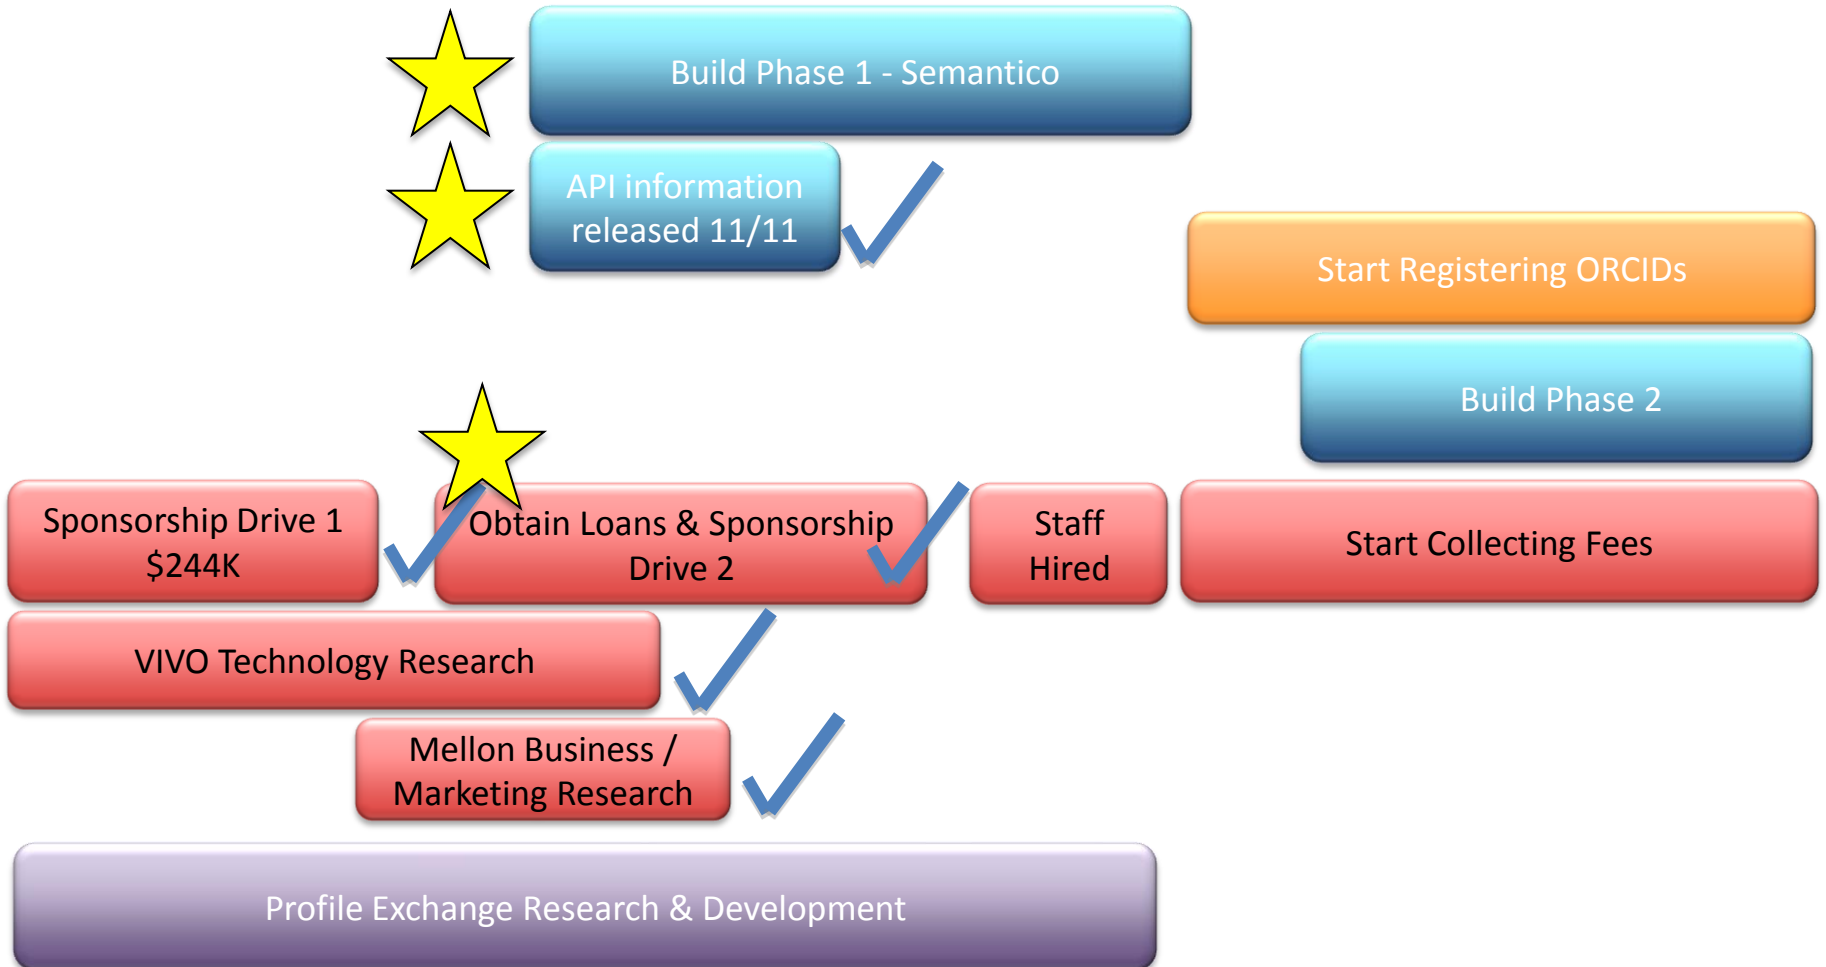 Build Phase 1 - Semantico
API information
released 11/11
Start Registering ORCIDs
Build Phase 2
Sponsorship Drive 1
$244K
Obtain Loans & Sponsorship
Drive 2
Staff
Hired
Start Collecting Fees
VIVO Technology Research
Mellon Business /
Marketing Research
Profile Exchange Research & Development